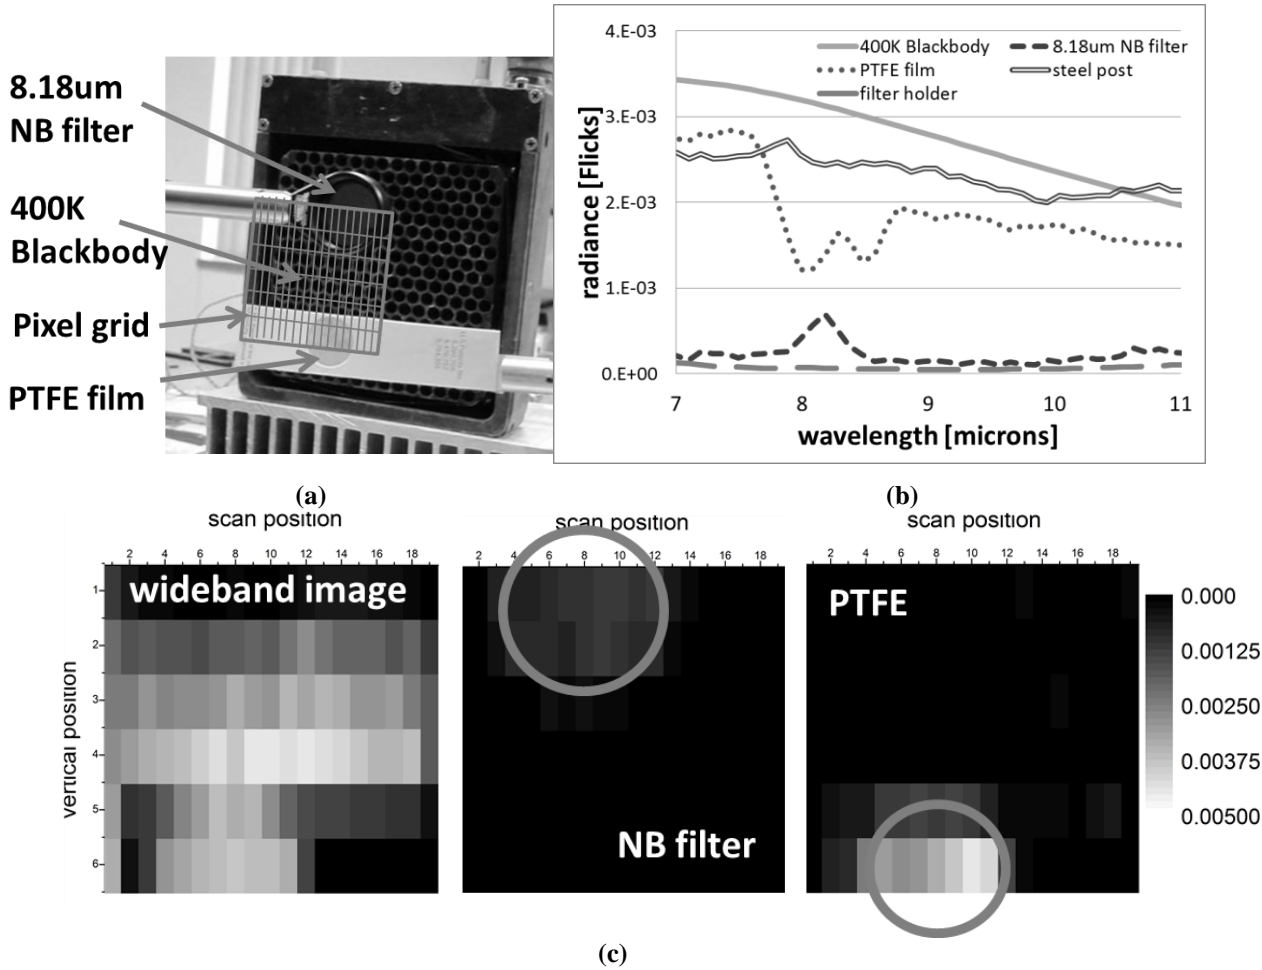 8.18um
NB filter
400K
Blackbody
Pixel grid
PTFE film
(a)
4.E-03
3.E-03
2.E-03
1.E-03
0.E+00
radiance [Flicks]
400K Blackbody
8.18um NB filter
PTFE film
steel post
filter holder
7 8 9 10 11
wavelength [microns]
(b)
scan position
2 4 6 8 10 12 14 16 18
wideband image
vertical position
1
2
3
4
5
6
scan position
2 4 6 8 10 12 14 16 18
NB filter
scan position
2 4 6 8 10 12 14 16 18
PTFE
0.000
0.00125
0.00250
0.00375
0.00500
(c)